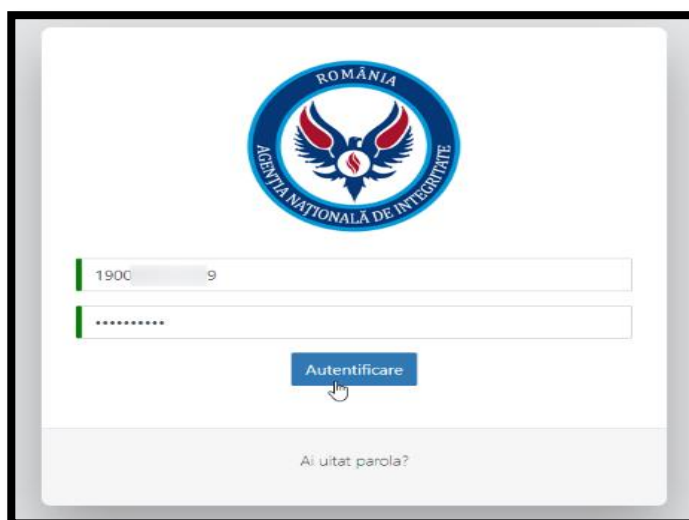 ROMÂNIA
AGENȚIA NAȚIONALĂ DE INTEGRITATE
1900 9
••••••••••
Autentificare
Ai uitat parola?